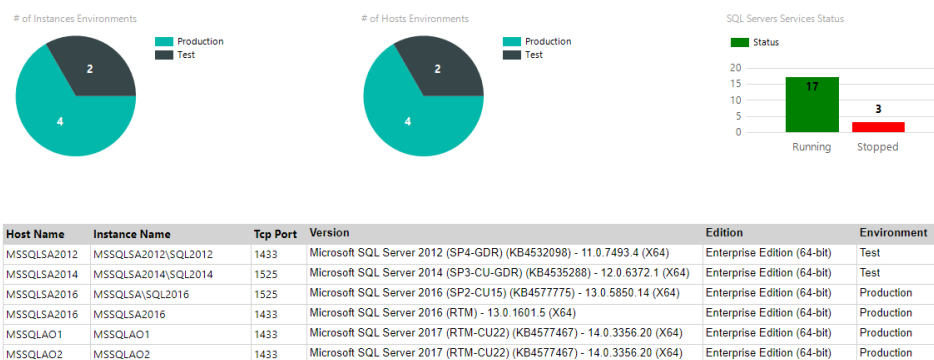 # of Instances Environments
Production
Test
2
4
# of Hosts Environments
Production
Test
2
4
SQL Servers Services Status
Status
20
15
10
5
0
17
3
Running Stopped
Host Name Instance Name Tcp Port Version Edition Environment
MSSQLSA2012 MSSQLSA2012\SQL2012 1433 Microsoft SQL Server 2012 (SP4-GDR) (KB4532098) - 11.0.7493.4 (X64) Enterprise Edition (64-bit) Test
MSSQLSA2014 MSSQLSA2014\SQL2014 1525 Microsoft SQL Server 2014 (SP3-CU-GDR) (KB4535288) - 12.0.6372.1 (X64) Enterprise Edition (64-bit) Test
MSSQLSA2016 MSSQLSA\SQL2016 1525 Microsoft SQL Server 2016 (SP2-CU15) (KB4577775) - 13.0.5850.14 (X64) Enterprise Edition (64-bit) Production
MSSQLSA2016 MSSQLSA2016 1433 Microsoft SQL Server 2016 (RTM) - 13.0.1601.5 (X64) Enterprise Edition (64-bit) Production
MSSQLAO1 MSSQLAO1 1433 Microsoft SQL Server 2017 (RTM-CU22) (KB4577467) - 14.0.3356.20 (X64) Enterprise Edition (64-bit) Production
MSSQLAO2 MSSQLAO2 1433 Microsoft SQL Server 2017 (RTM-CU22) (KB4577467) - 14.0.3356.20 (X64) Enterprise Edition (64-bit) Production